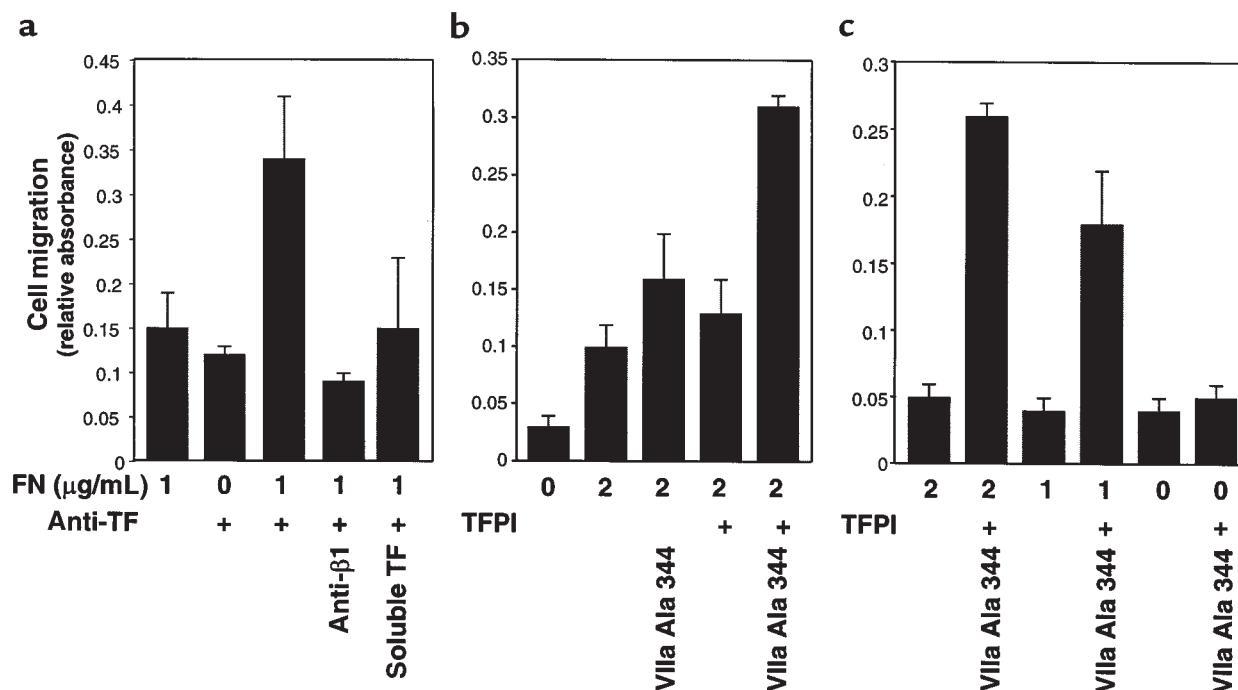 a
b
c
Cell migration
(relative absorbance)
0.45
0.4
0.35
0.3
0.25
0.2
0.15
0.1
0.05
0
0.35
0.3
0.25
0.2
0.15
0.1
0.05
0
0.3
0.25
0.2
0.15
0.1
0.05
0
FN (μg/mL) 1 0 1 1 1
2 2 1 1 0 0
0 2 2 2 2
Anti-TF + + + +
TFPI + +
TFPI + + +
Anti-β1
Soluble TF
VIIa Ala 344
VIIa Ala 344
VIIa Ala 344
VIIa Ala 344
VIIa Ala 344